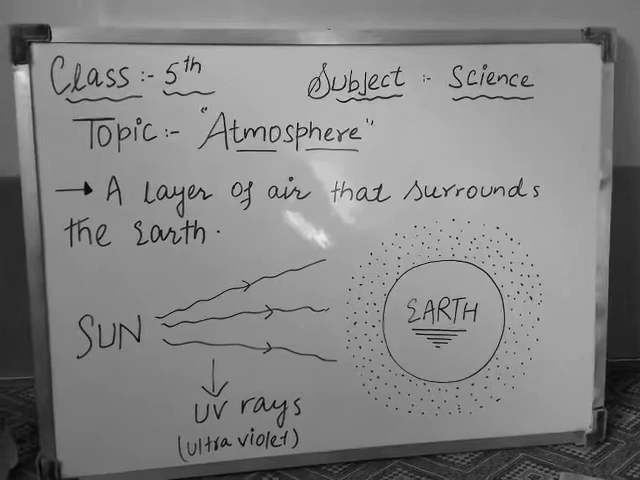 Class :- 5th Subject :- Science
Topic :- "Atmosphere"
→ A layer of air that surrounds
the Earth.
SUN
EARTH
UV rays
(ultra violet)